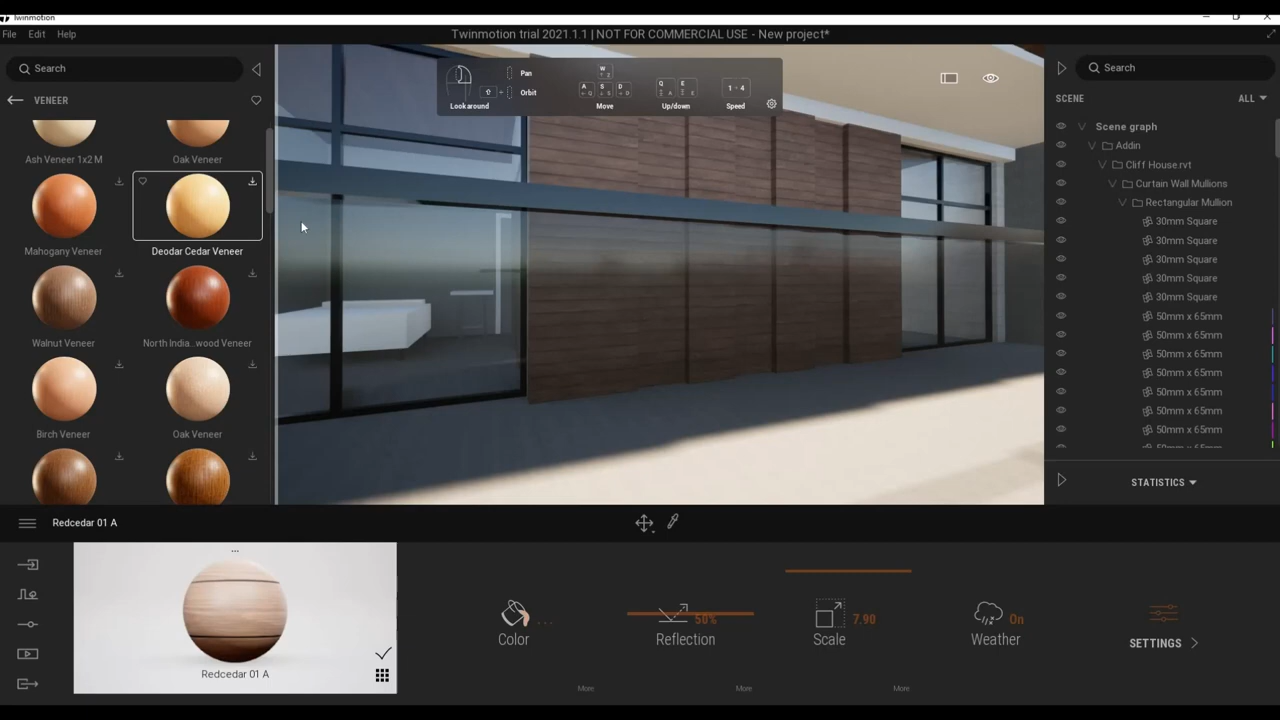 Twinmotion
File Edit Help
Twinmotion trial 2021.1.1 | NOT FOR COMMERCIAL USE - New project*
Search
VENEER
Ash Veneer 1x2 M
Oak Veneer
Mahogany Veneer
Deodar Cedar Veneer
Walnut Veneer
North India...wood Veneer
Birch Veneer
Oak Veneer
Look around
Pan
Orbit
W
A S D
Move
Q E
Up/down
1 - 4
Speed
Search
SCENE
ALL
Scene graph
Addin
Cliff House.rvt
Curtain Wall Mullions
Rectangular Mullion
30mm Square
30mm Square
30mm Square
30mm Square
30mm Square
50mm x 65mm
50mm x 65mm
50mm x 65mm
50mm x 65mm
50mm x 65mm
50mm x 65mm
50mm x 65mm
50mm x 65mm
STATISTICS
Redcedar 01 A
...
Redcedar 01 A
Color ...
More
Reflection 50%
More
Scale 7.90
More
Weather On
SETTINGS